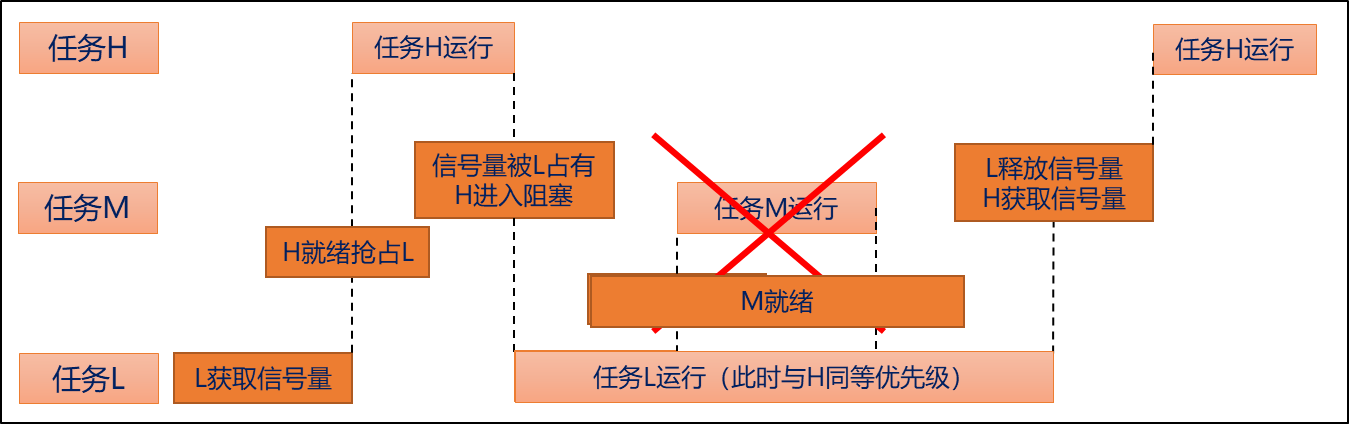 任务H
任务H运行
任务H运行
信号量被L占有
H进入阻塞
L释放信号量
H获取信号量
任务M
任务M运行
H就绪抢占L
M就绪
任务L
L获取信号量
任务L运行（此时与H同等优先级）